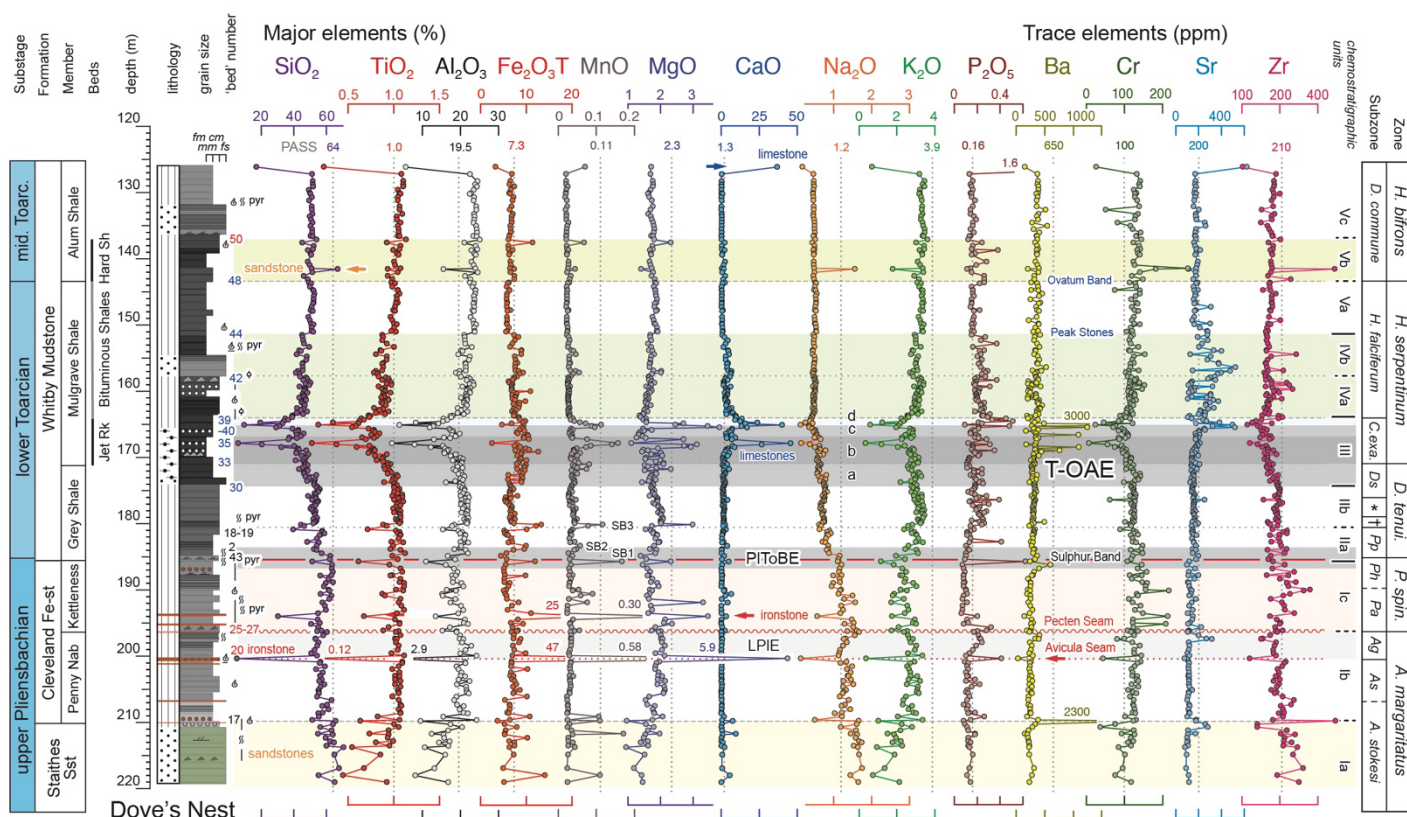 Major elements (%)
Trace elements (ppm)
Substage
Formation
Member
Beds
depth (m)
lithology
grain size
'bed' number
SiO2
TiO2
Al2O3
Fe2O3T
MnO
MgO
CaO
Na2O
K2O
P2O5
Ba
Cr
Sr
Zr
chemostratigraphic units
Subzone
Zone
0.5 1.0 1.5
0 10 20
1 2 3
1 2 3
0 0.4
0 100 200
100 200 400
20 40 60
10 20 30
0 0.1 0.2
0 25 50
1 2 3 4
0 500 1000
0 400
fm cm
mm fs
PASS 64 1.0 19.5 7.3 0.11 2.3 1.3 1.2 3.9 0.16 650 100 200 210
limestone
1.6
120
130
140
150
160
170
180
190
200
210
220
mid. Toarc.
lower Toarcian
upper Pliensbachian
Whitby Mudstone
Cleveland Fe-st
Staithes Sst
Alum Shale
Mulgrave Shale
Grey Shale
Kettleness
Penny Nab
Hard Sh
Bituminous Shales
Jet Rk
pyr
50
sandstone
48
Ovatum Band
44
Peak Stones
pyr
42
39
40
35
33
30
3000
limestones
d
c
b
a
T-OAE
pyr
18-19
2
43 pyr
SB3
SB2
SB1
PlToBE
Sulphur Band
pyr
25
0.30
ironstone
Pecten Seam
25-27
LPIE
20 ironstone 0.12 2.9 47 0.58 5.9
Avicula Seam
17
2300
sandstones
Vc
Vb
Va
IVb
IVa
III
IIb
IIa
Ic
Ib
Ia
D. commune
H. falciferum
C.exa.
Ds
*
†
Pp
Ph
Pa
Ag
As
A. stokesi
H. bifrons
H. serpentinum
D. tenui.
P. spin.
A. margaritatus
Dove's Nest